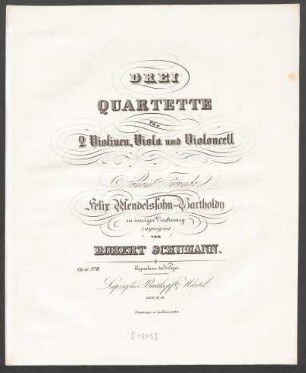 DREI
QUARTETTE
für
2 Violinen, Viola und Violoncell
Seinem Freunde
Felix Mendelssohn-Bartholdy
in inniger Verehrung
zugeeignet
VON
ROBERT SCHUMANN.
Op. 41.
Leipzig, bei Breitkopf & Härtel.
[1843]